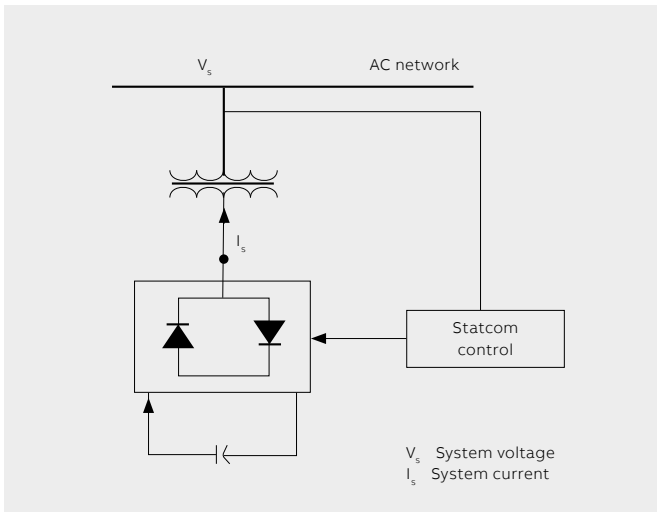 Vs AC network
Is
Statcom
control
Vs System voltage
Is System current